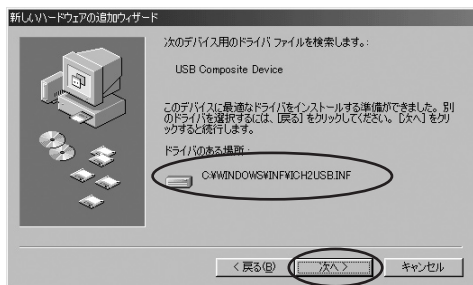 新しいハードウェアの追加ウィザード
次のデバイス用のドライバ ファイルを検索します。:
USB Composite Device
このデバイスに最適なドライバをインストールする準備ができました。別
のドライバを選択するには、[戻る] をクリックしてください。[次へ] をクリ
ックすると続行します。
ドライバのある場所:
C:¥WINDOWS¥INF¥ICH2USB.INF
< 戻る(B)
次へ >
キャンセル